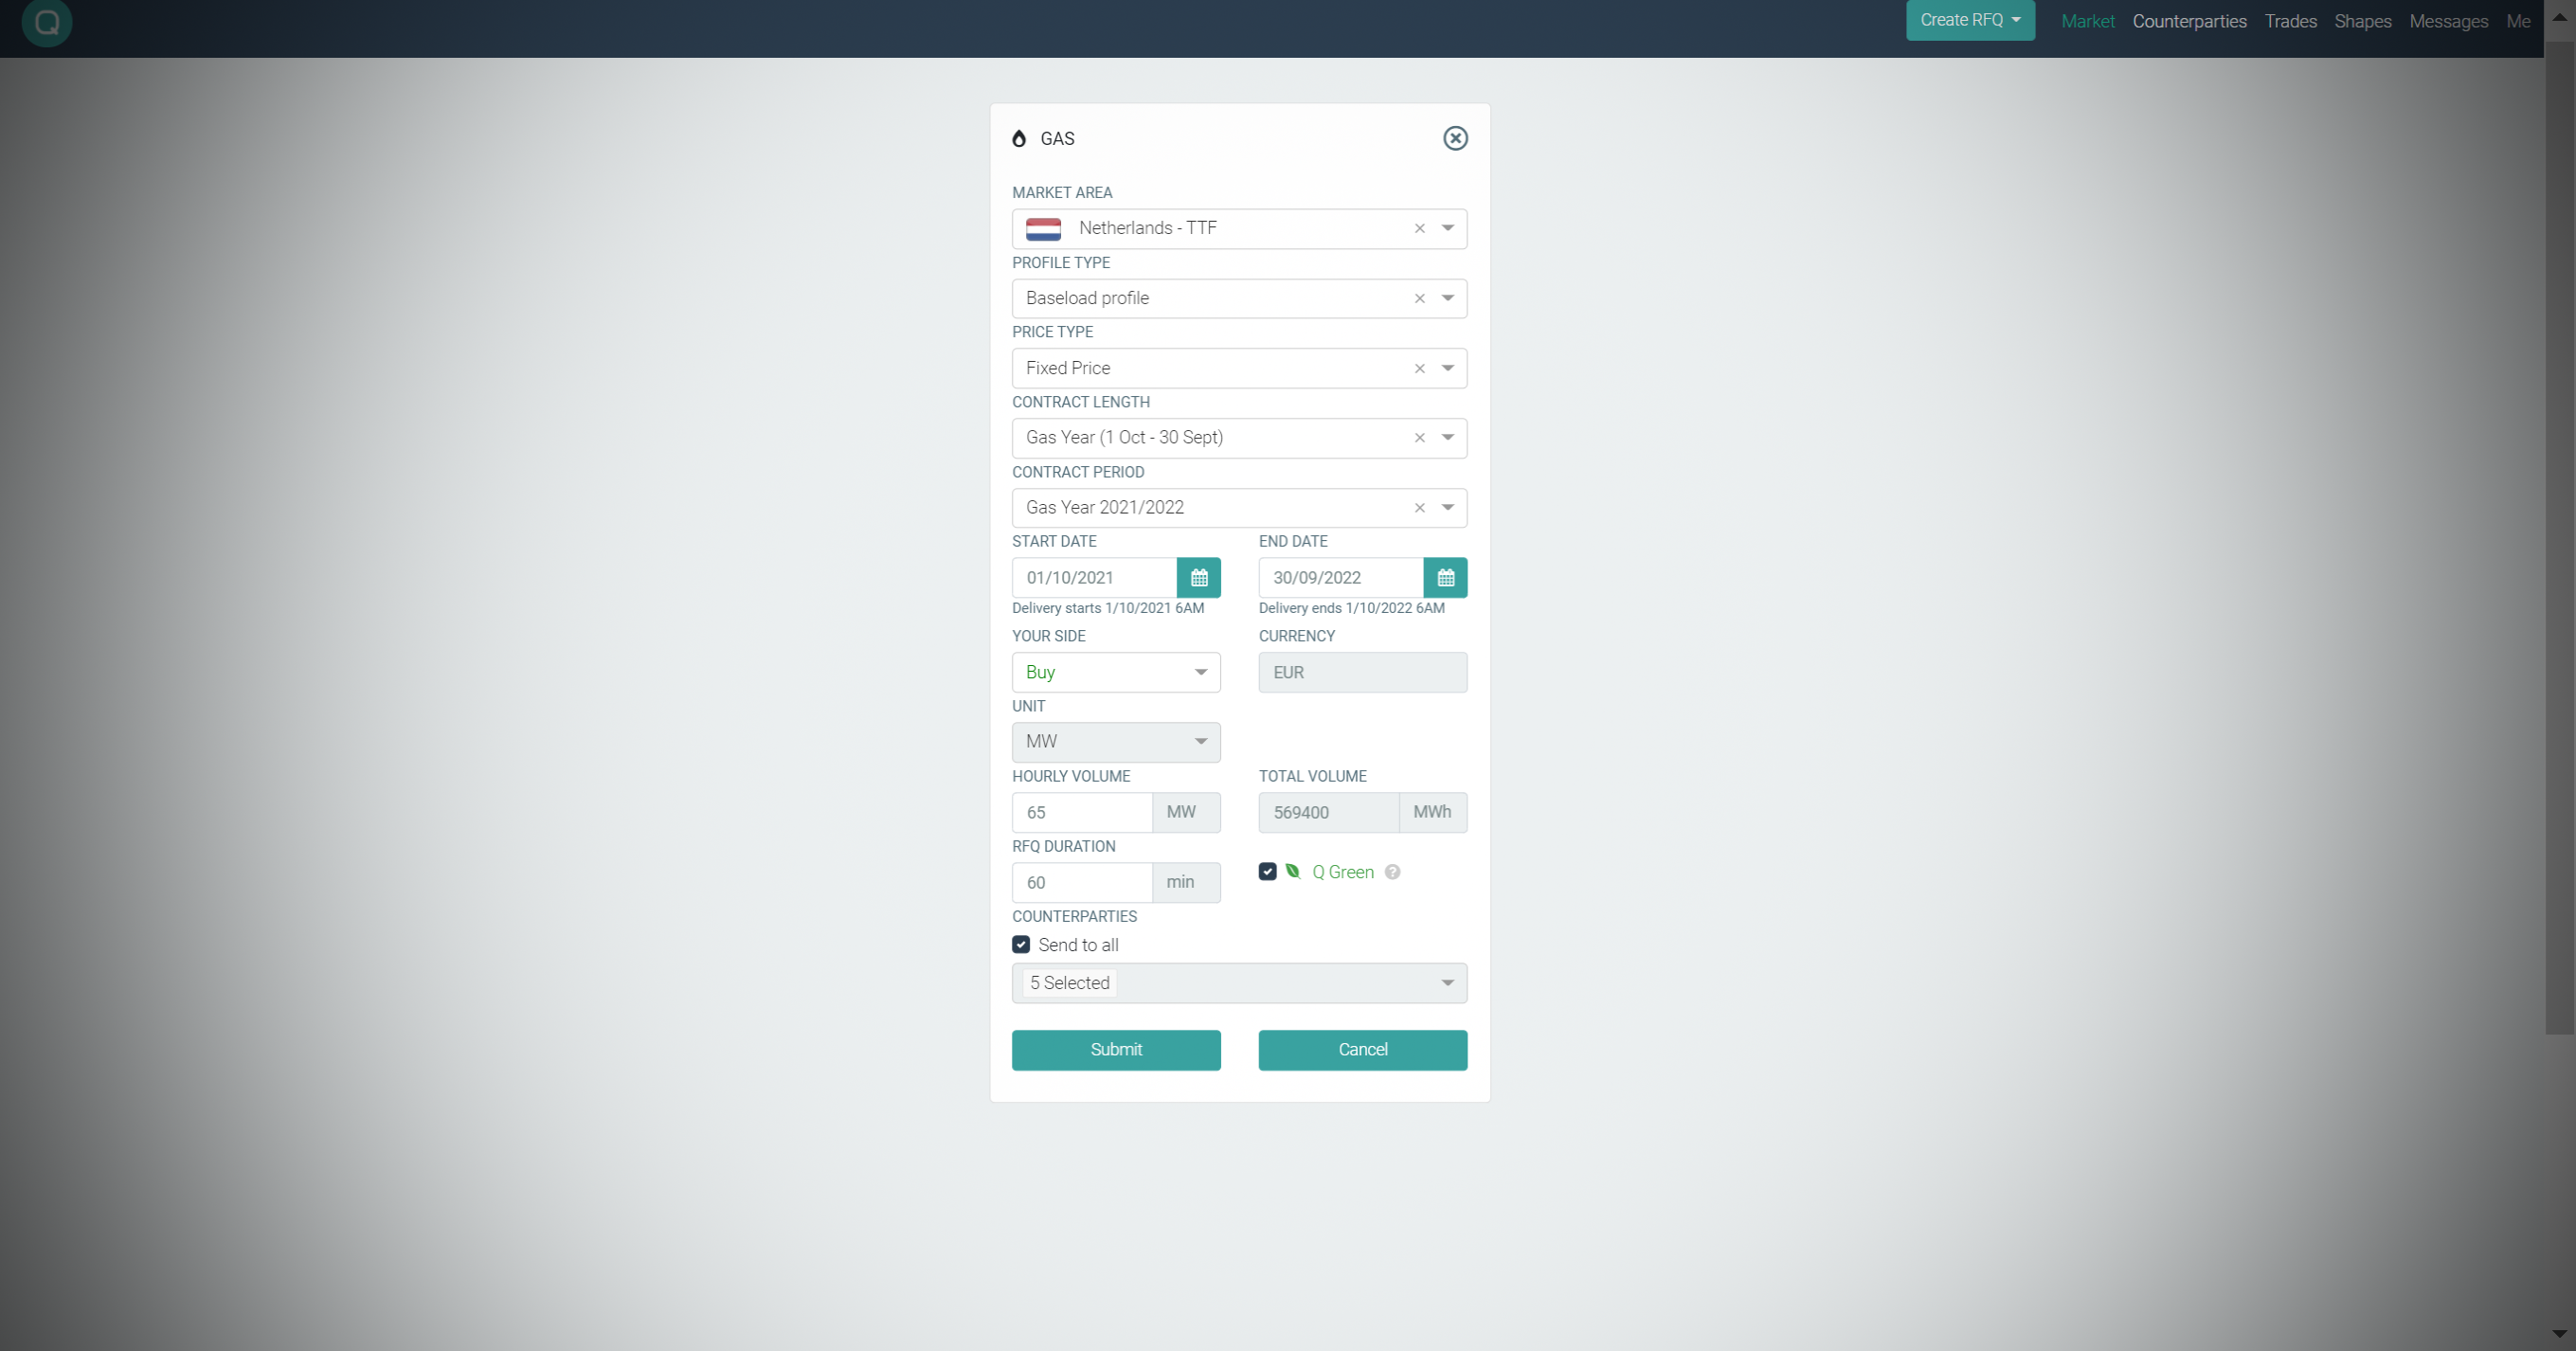 Q
Create RFQ Market Counterparties Trades Shapes Messages Me
GAS
MARKET AREA
Netherlands - TTF
PROFILE TYPE
Baseload profile
PRICE TYPE
Fixed Price
CONTRACT LENGTH
Gas Year (1 Oct - 30 Sept)
CONTRACT PERIOD
Gas Year 2021/2022
START DATE END DATE
01/10/2021 30/09/2022
Delivery starts 1/10/2021 6AM Delivery ends 1/10/2022 6AM
YOUR SIDE CURRENCY
Buy EUR
UNIT
MW
HOURLY VOLUME TOTAL VOLUME
65 MW 569400 MWh
RFQ DURATION
60 min Q Green ?
COUNTERPARTIES
Send to all
5 Selected
Submit Cancel